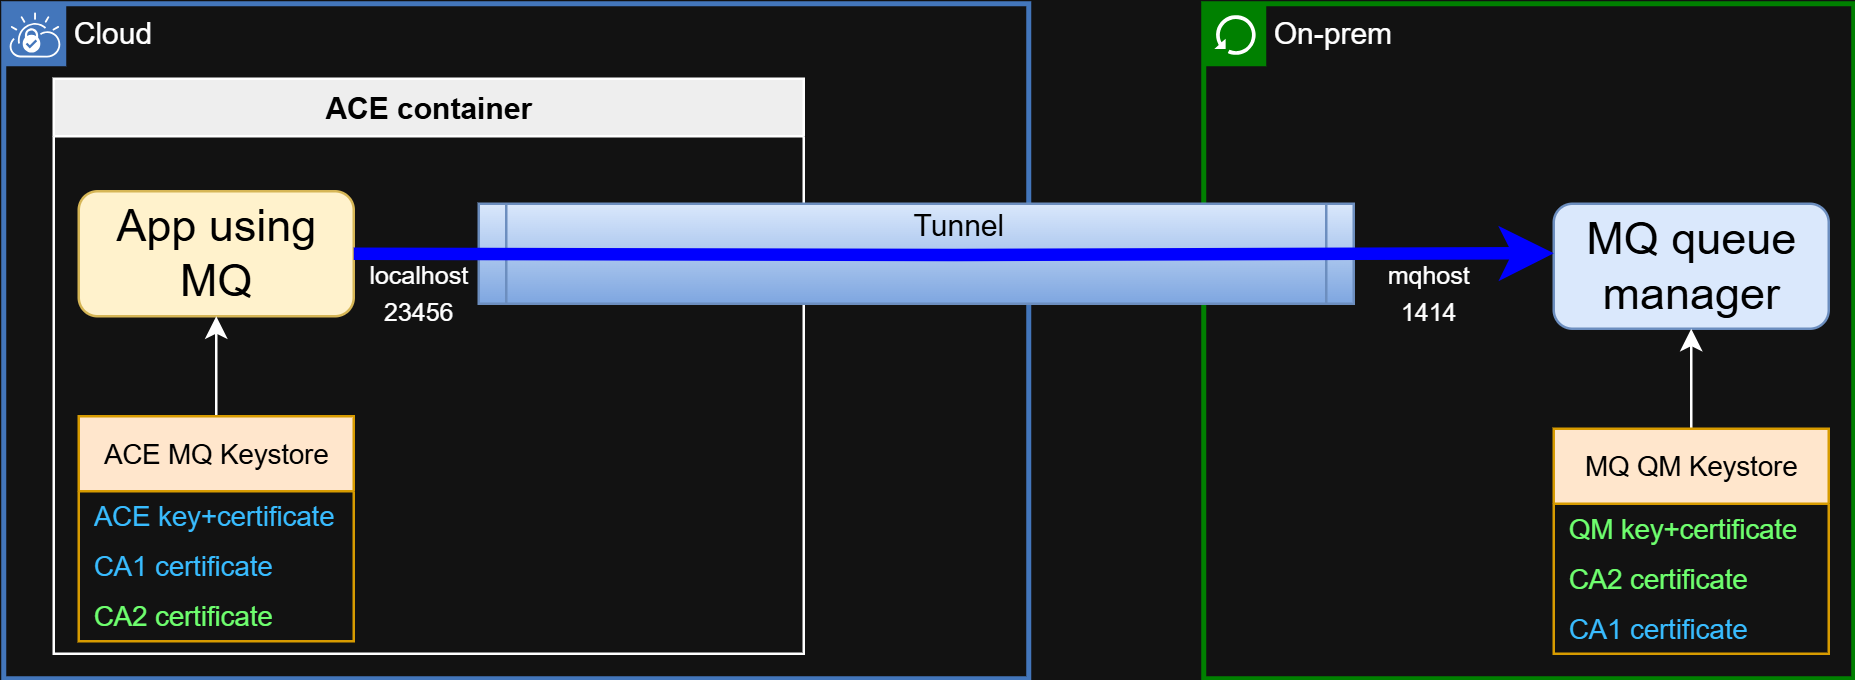 Cloud
On-prem
ACE container
App using
MQ
Tunnel
localhost
23456
mqhost
1414
MQ queue
manager
ACE MQ Keystore
ACE key+certificate
CA1 certificate
CA2 certificate
MQ QM Keystore
QM key+certificate
CA2 certificate
CA1 certificate